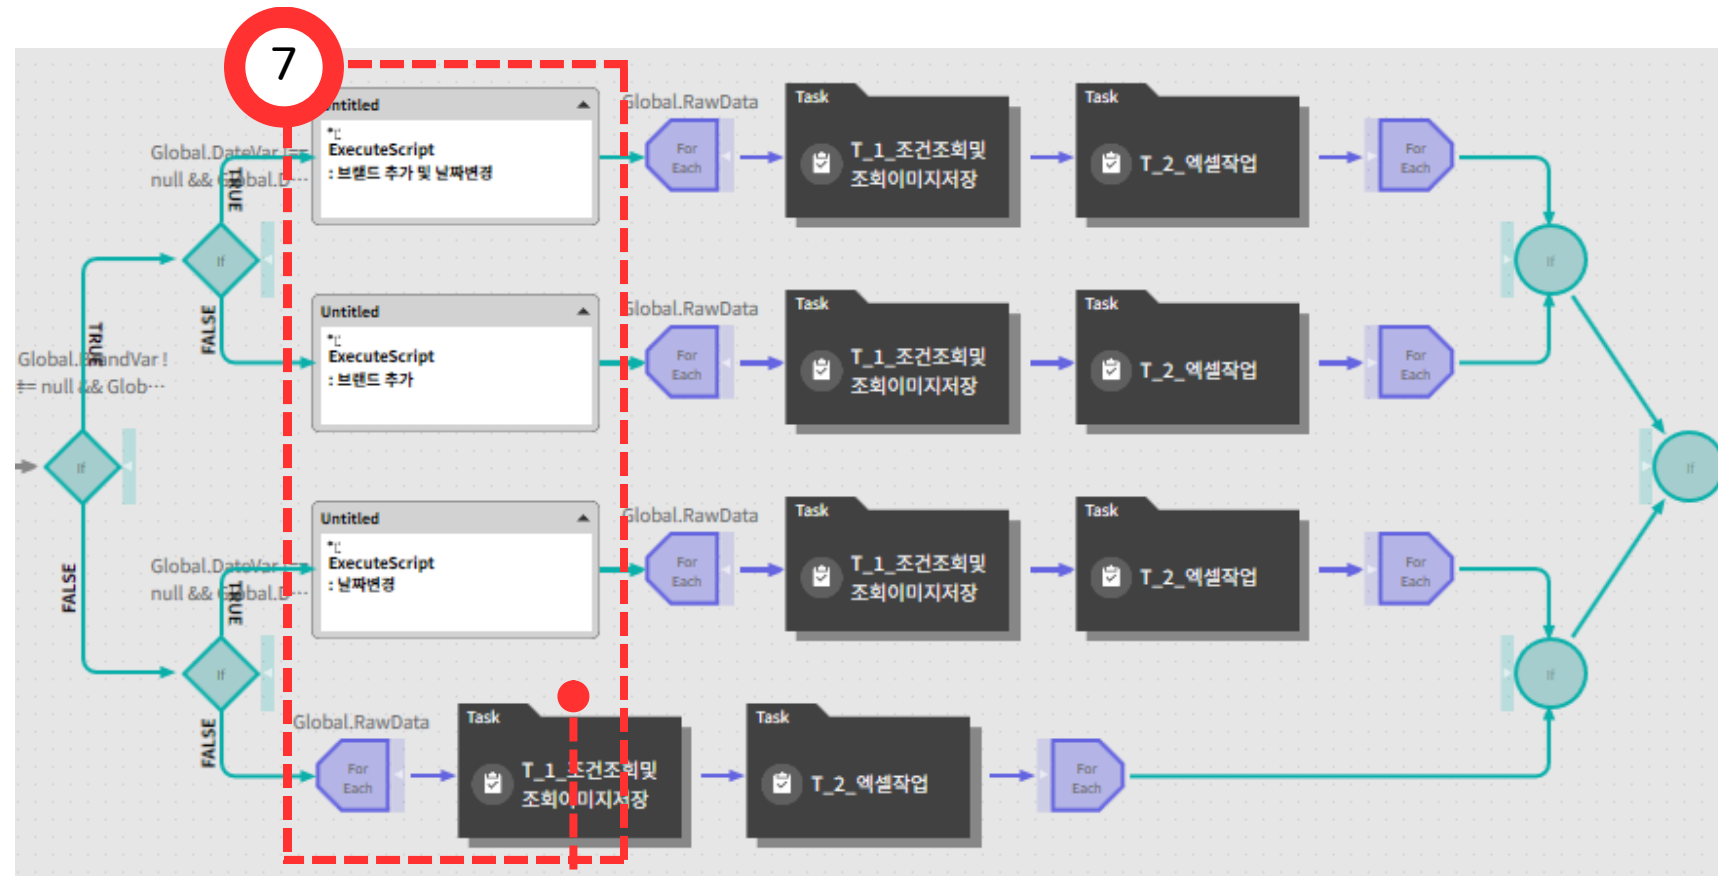 7
Untitled
ExecuteScript
: 브랜드 추가 및 날짜변경
Global.RawData
For
Each
Task
T_1_조건조회및
조회이미지저장
Task
T_2_엑셀작업
For
Each
Global.DateVar !==
null && Global.D···
TRUE
If
FALSE
If
Untitled
ExecuteScript
: 브랜드 추가
Global.RawData
For
Each
Task
T_1_조건조회및
조회이미지저장
Task
T_2_엑셀작업
For
Each
TRUE
Global.BrandVar !
== null && Glob···
If
If
FALSE
Untitled
ExecuteScript
: 날짜변경
Global.RawData
For
Each
Task
T_1_조건조회및
조회이미지저장
Task
T_2_엑셀작업
For
Each
Global.DateVar !==
null && Global.D···
TRUE
If
FALSE
If
Global.RawData
For
Each
Task
T_1_조건조회및
조회이미지저장
Task
T_2_엑셀작업
For
Each